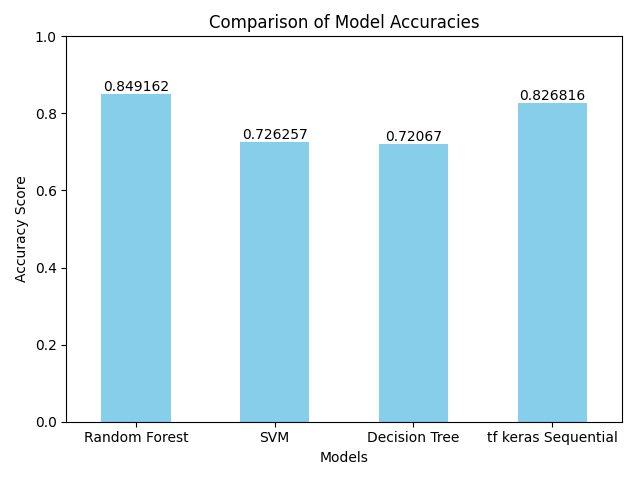 Comparison of Model Accuracies
1.0
0.8
0.6
0.4
0.2
0.0
Accuracy Score
0.849162
0.726257
0.72067
0.826816
Random Forest
SVM
Decision Tree
tf keras Sequential
Models